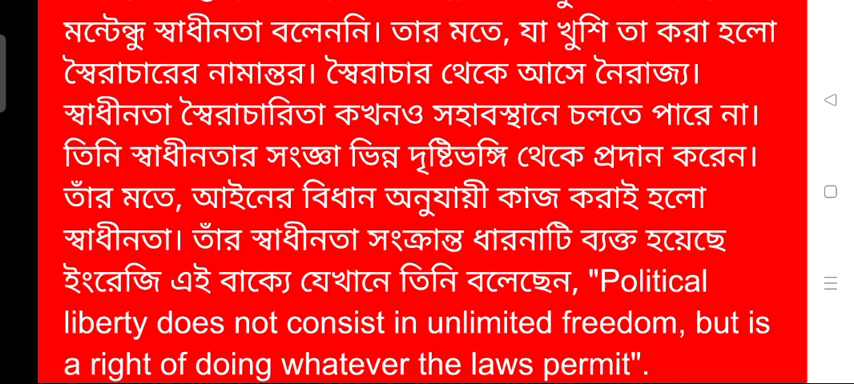 মন্টেন্ধু স্বাধীনতা বলেননি। তার মতে, যা খুশি তা করা হলো
স্বৈরাচারের নামান্তর। স্বৈরাচার থেকে আসে নৈরাজ্য।
স্বাধীনতা স্বৈরাচারিতা কখনও সহাবস্থানে চলতে পারে না।
তিনি স্বাধীনতার সংজ্ঞা ভিন্ন দৃষ্টিভঙ্গি থেকে প্রদান করেন।
তাঁর মতে, আইনের বিধান অনুযায়ী কাজ করাই হলো
স্বাধীনতা। তাঁর স্বাধীনতা সংক্রান্ত ধারনাটি ব্যক্ত হয়েছে
ইংরেজি এই বাক্যে যেখানে তিনি বলেছেন, "Political
liberty does not consist in unlimited freedom, but is
a right of doing whatever the laws permit".